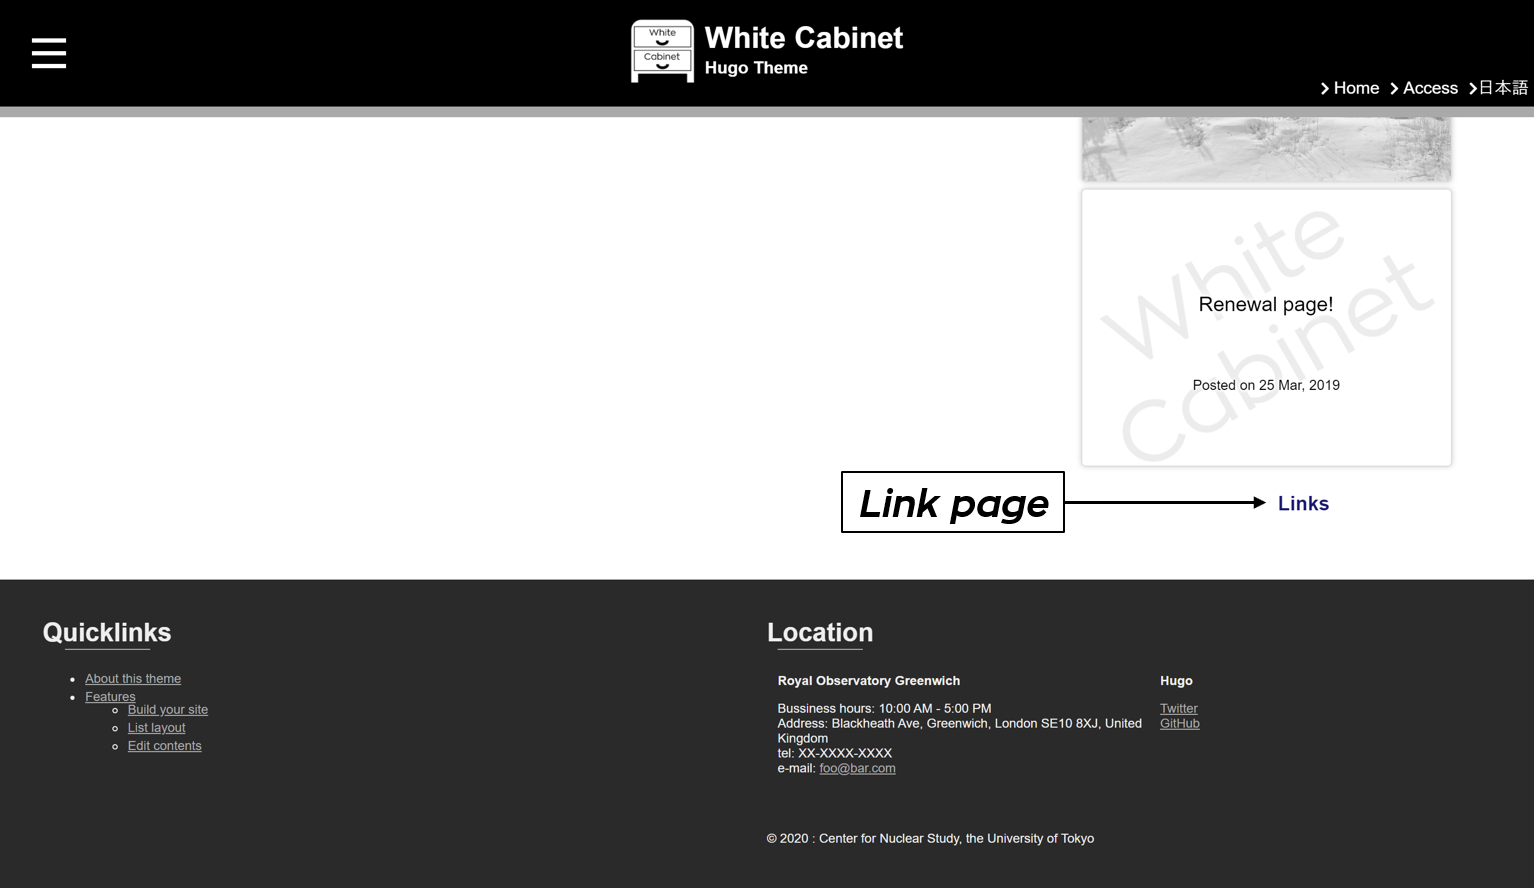 White
Cabinet
White Cabinet
Hugo Theme
Home
Access
日本語
White
Cabinet
Renewal page!
Posted on 25 Mar, 2019
Link page
Links
Quicklinks
About this theme
Features
Build your site
List layout
Edit contents
Location
Royal Observatory Greenwich
Bussiness hours: 10:00 AM - 5:00 PM
Address: Blackheath Ave, Greenwich, London SE10 8XJ, United
Kingdom
tel: XX-XXXX-XXXX
e-mail: foo@bar.com
Hugo
Twitter
GitHub
© 2020 : Center for Nuclear Study, the University of Tokyo